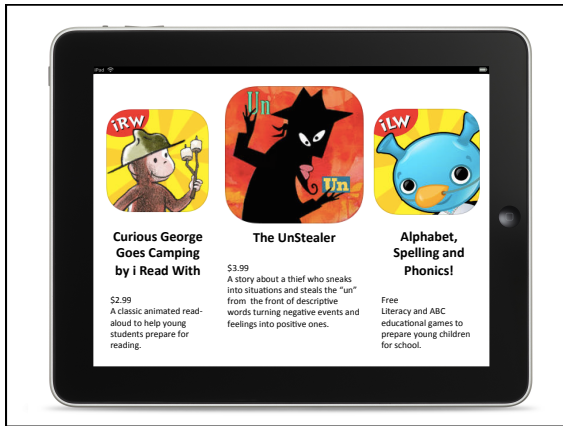 iPad
iRW
Un
Un
iLW
Curious George
Goes Camping
by i Read With
$2.99
A classic animated read-
aloud to help young
students prepare for
reading.
The UnStealer
$3.99
A story about a thief who sneaks
into situations and steals the “un”
from the front of descriptive
words turning negative events and
feelings into positive ones.
Alphabet,
Spelling and
Phonics!
Free
Literacy and ABC
educational games to
prepare young children
for school.